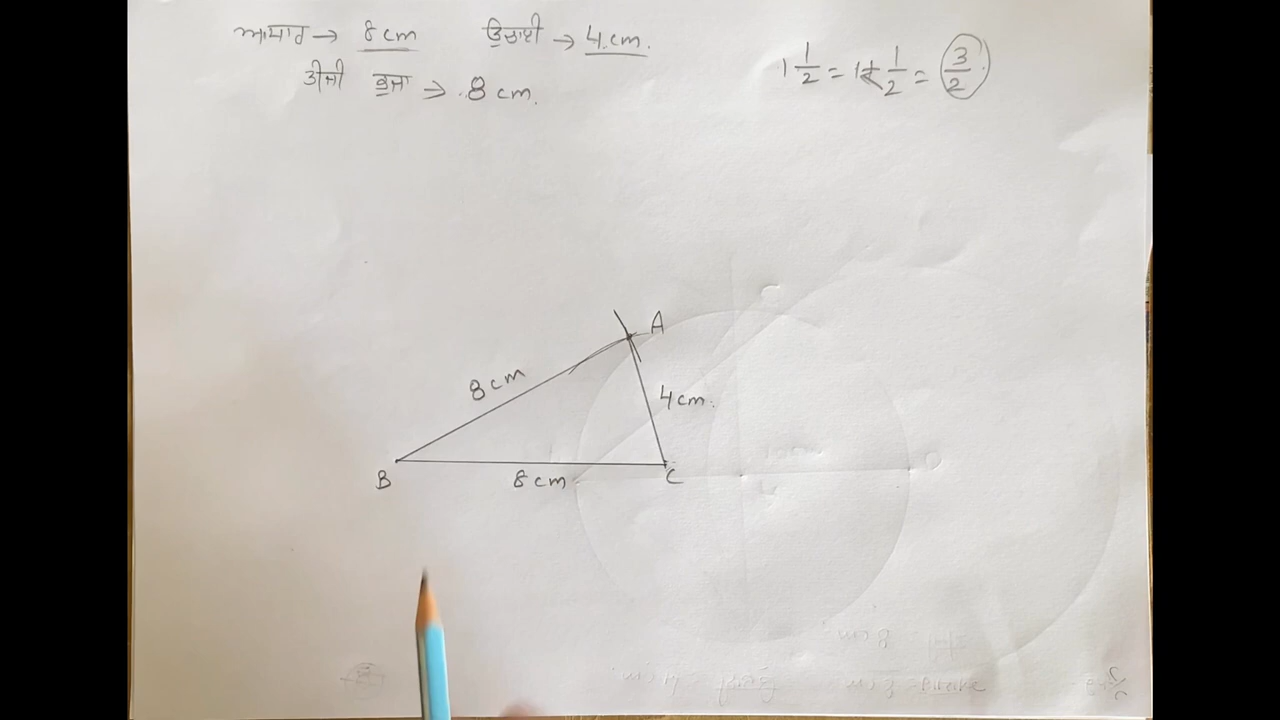 ਆਧਾਰ → 8 cm ਉਚਾਈ → 4 cm.
ਤੀਜੀ ਭੁਜਾ → 8 cm.
1 1/2 = 1+ 1/2 = 3/2
A
8 cm
4 cm.
B
8 cm
C